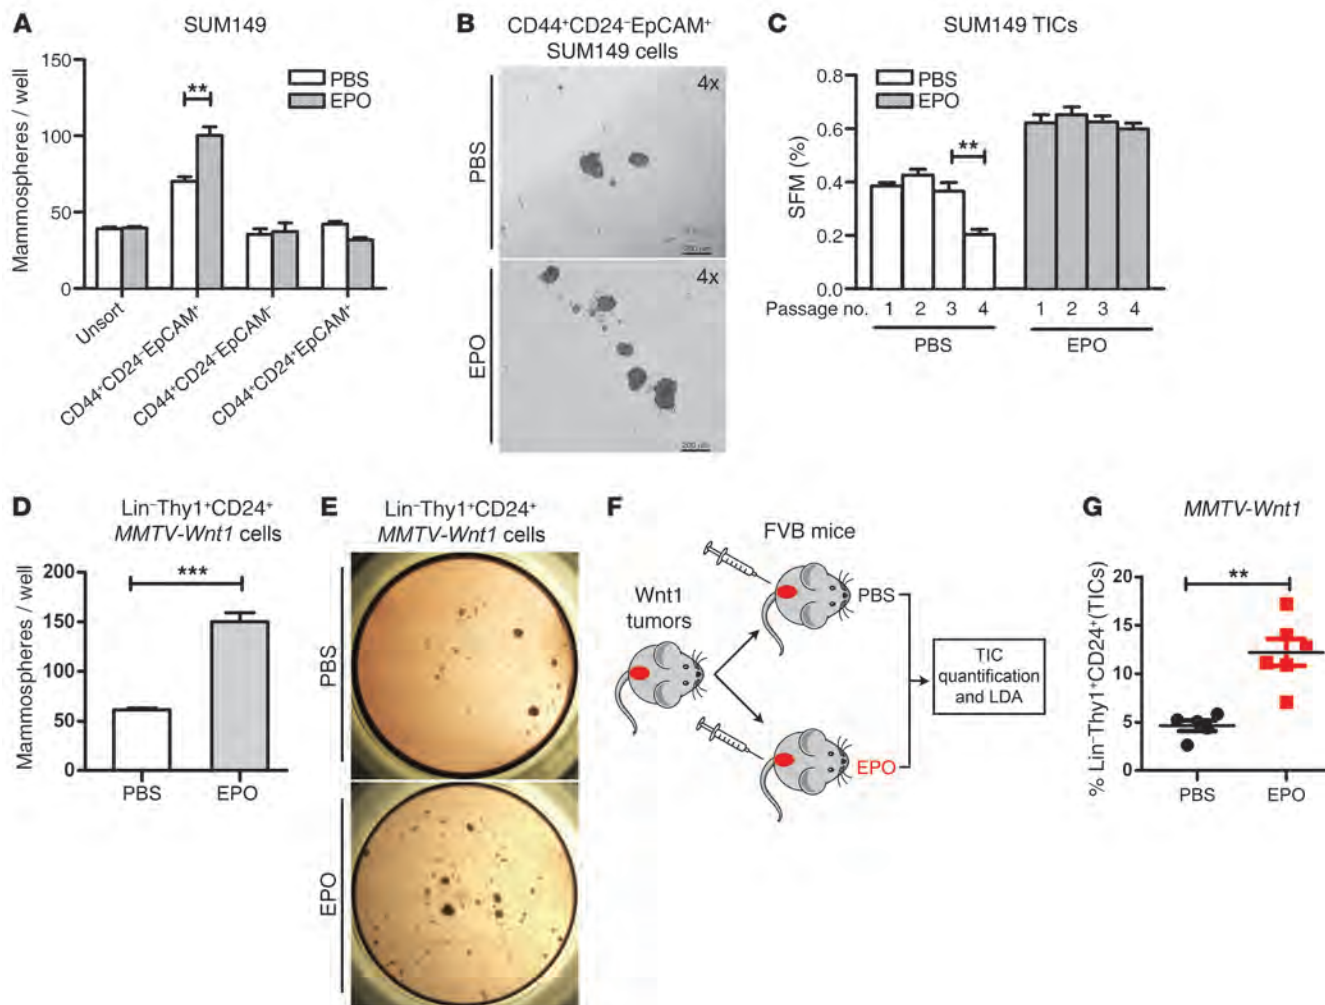 A
SUM149
Mammospheres / well
150
100
50
0
**
PBS
EPO
Unsort
CD44⁺CD24⁻EpCAM⁺
CD44⁺CD24⁻EpCAM⁻
CD44⁺CD24⁺EpCAM⁺
B
CD44⁺CD24⁻EpCAM⁺
SUM149 cells
PBS
4x
200 um
EPO
4x
200 um
C
SUM149 TICs
SFM (%)
0.8
0.6
0.4
0.2
0.0
PBS
EPO
**
Passage no. 1 2 3 4 1 2 3 4
PBS EPO
D
Lin⁻Thy1⁺CD24⁺
MMTV-Wnt1 cells
Mammospheres / well
200
150
100
50
0
***
PBS EPO
E
Lin⁻Thy1⁺CD24⁺
MMTV-Wnt1 cells
PBS
EPO
F
FVB mice
Wnt1
tumors
PBS
EPO
TIC
quantification
and LDA
G
MMTV-Wnt1
% Lin⁻Thy1⁺CD24⁺(TICs)
20
15
10
5
0
**
PBS EPO